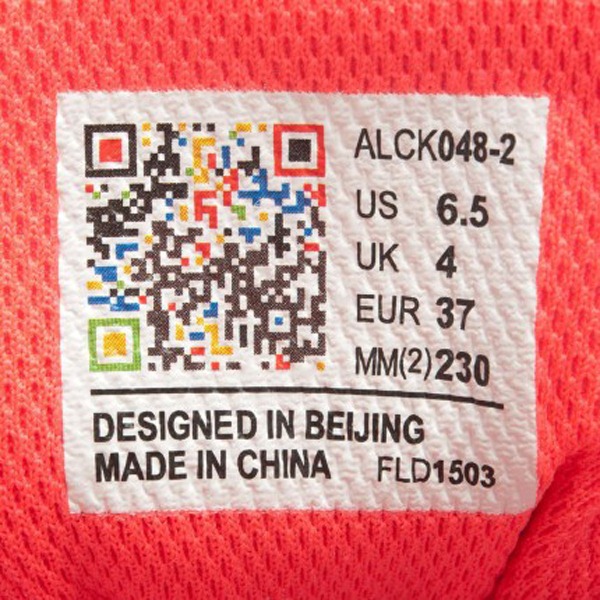 ALCK048-2
US 6.5
UK 4
EUR 37
MM(2)230
DESIGNED IN BEIJING
MADE IN CHINA FLD1503